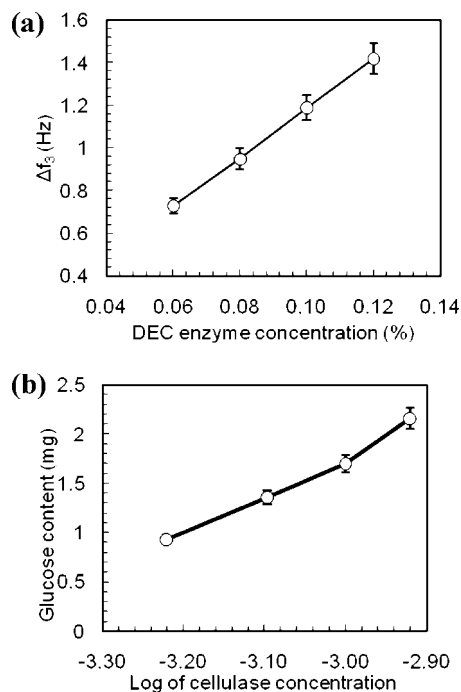 (a)
1.6
1.4
1.2
1
0.8
0.6
0.4
Δf₃ (Hz)
0.04 0.06 0.08 0.10 0.12 0.14
DEC enzyme concentration (%)
(b)
2.5
2
1.5
1
0.5
0
Glucose content (mg)
-3.30 -3.20 -3.10 -3.00 -2.90
Log of cellulase concentration